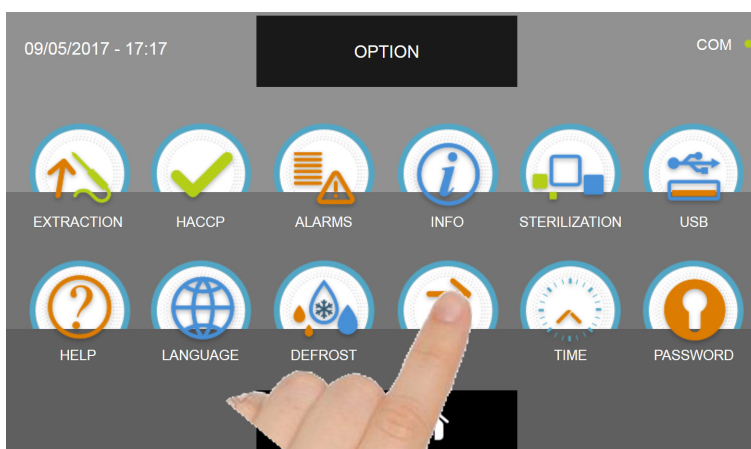 09/05/2017 - 17:17
OPTION
COM
EXTRACTION
HACCP
ALARMS
INFO
STERILIZATION
USB
HELP
LANGUAGE
DEFROST
TIME
PASSWORD